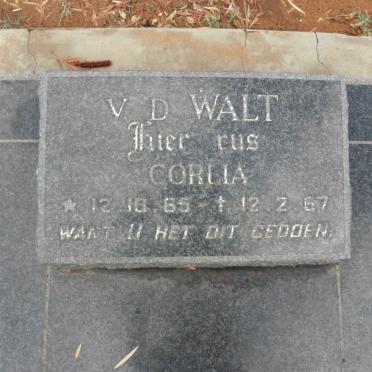 V D WALT
Hier rus
CORLIA
★ 12.10.65 - † 12.2.67
WANT U HET DIT GEDOEN.